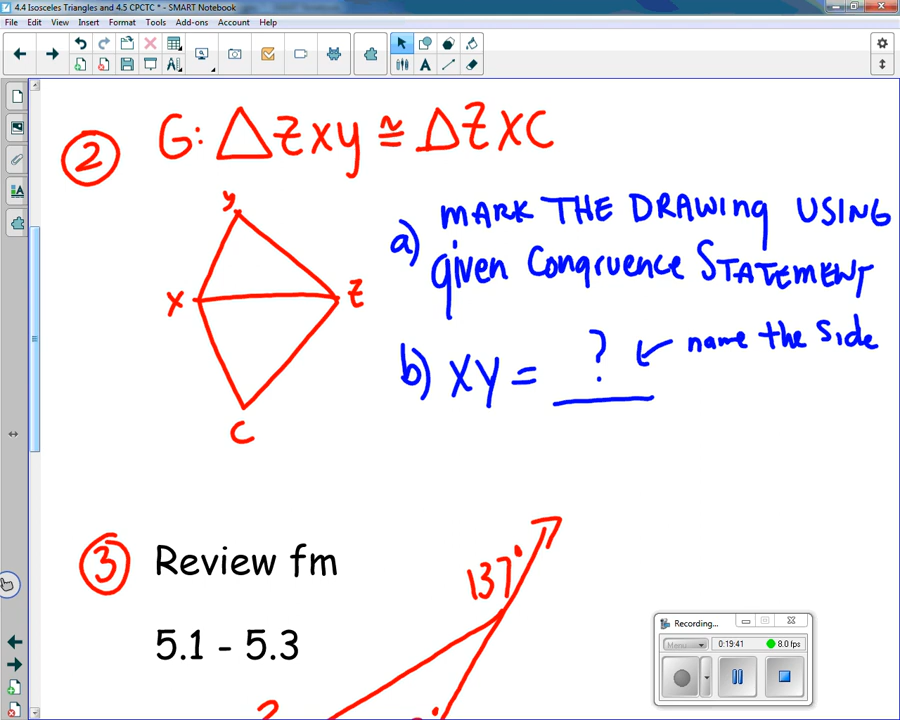 4.4 Isosceles Triangles and 4.5 CPCTC * - SMART Notebook
File Edit View Insert Format Tools Add-ons Account Help
② G: △ZXY ≅ △ZXC
y
X
Z
C
a) MARK THE DRAWING USING
given Congruence STATEMENT
b) XY = ? ← name the side
③ Review fm
137°
5.1 - 5.3
2
Recording...
Menu
0:19:41
8.0 fps